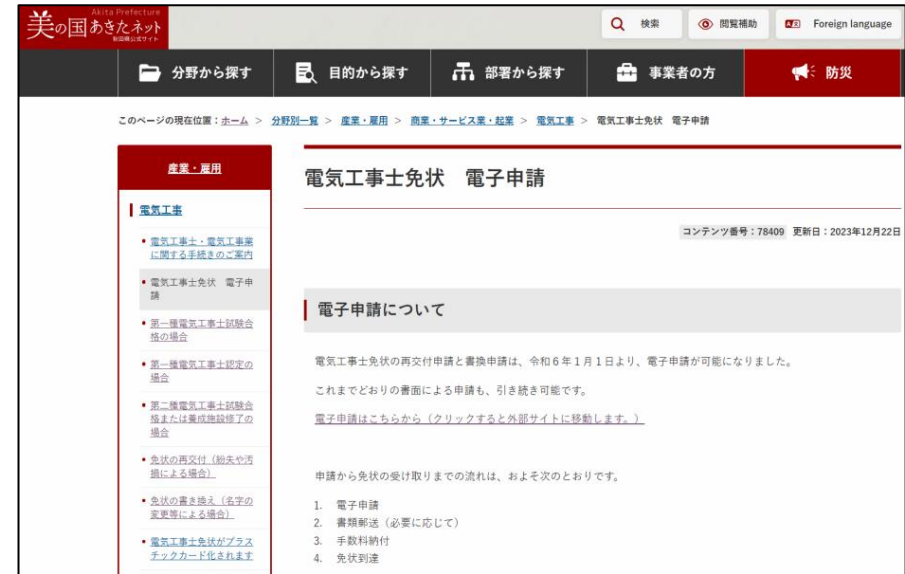 Akita Prefecture
美の国あきたネット
秋田県公式サイト
検索
閲覧補助
Foreign language
分野から探す
目的から探す
部署から探す
事業者の方
防災
このページの現在位置：ホーム > 分野別一覧 > 産業・雇用 > 商業・サービス業・起業 > 電気工事 > 電気工事士免状　電子申請
産業・雇用
電気工事
電気工事士・電気工事業
に関する手続きのご案内
電気工事士免状　電子申
請
第一種電気工事士試験合
格の場合
第一種電気工事士認定の
場合
第二種電気工事士試験合
格または養成施設修了の
場合
免状の再交付（紛失や汚
損による場合）
免状の書き換え（名字の
変更等による場合）
電気工事士免状がプラス
チックカード化されます
電気工事士免状　電子申請
コンテンツ番号：78409　更新日：2023年12月22日
電子申請について
電気工事士免状の再交付申請と書換申請は、令和６年１月１日より、電子申請が可能になりました。
これまでどおりの書面による申請も、引き続き可能です。
電子申請はこちらから（クリックすると外部サイトに移動します。）
申請から免状の受け取りまでの流れは、およそ次のとおりです。
1. 電子申請
2. 書類郵送（必要に応じて）
3. 手数料納付
4. 免状到達